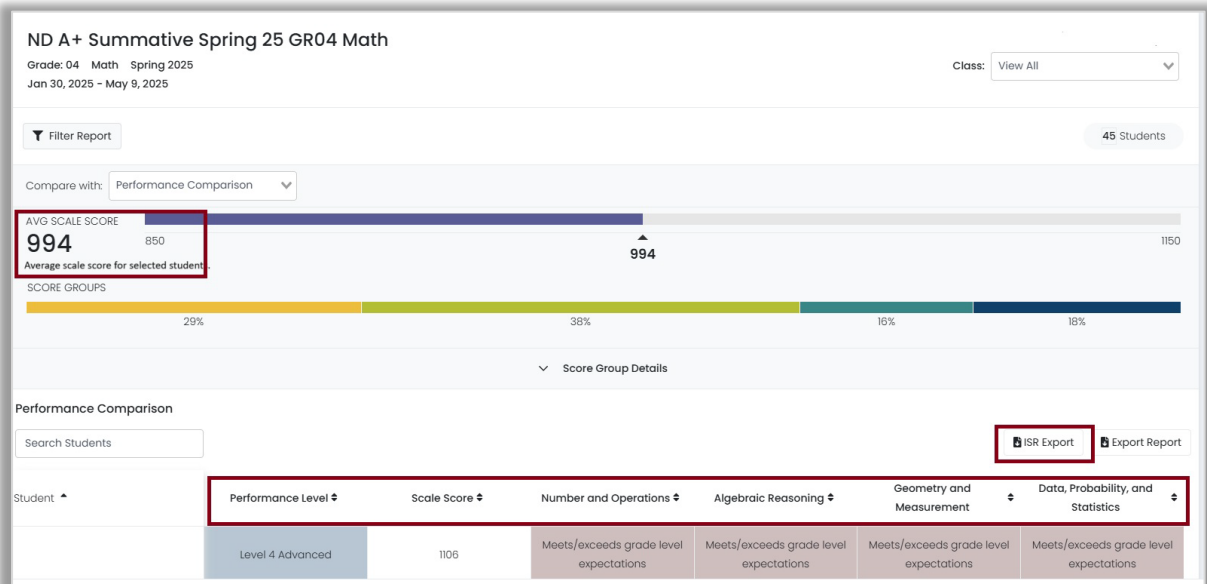 ND A+ Summative Spring 25 GR04 Math
Grade: 04 Math Spring 2025
Jan 30, 2025 - May 9, 2025
Class: View All
Filter Report
45 Students
Compare with: Performance Comparison
AVG SCALE SCORE
994
850
994
1150
Average scale score for selected student
SCORE GROUPS
29% 38% 16% 18%
Score Group Details
Performance Comparison
Search Students
ISR Export
Export Report
Student
Performance Level
Scale Score
Number and Operations
Algebraic Reasoning
Geometry and
Measurement
Data, Probability, and
Statistics
Level 4 Advanced
1106
Meets/exceeds grade level
expectations
Meets/exceeds grade level
expectations
Meets/exceeds grade level
expectations
Meets/exceeds grade level
expectations